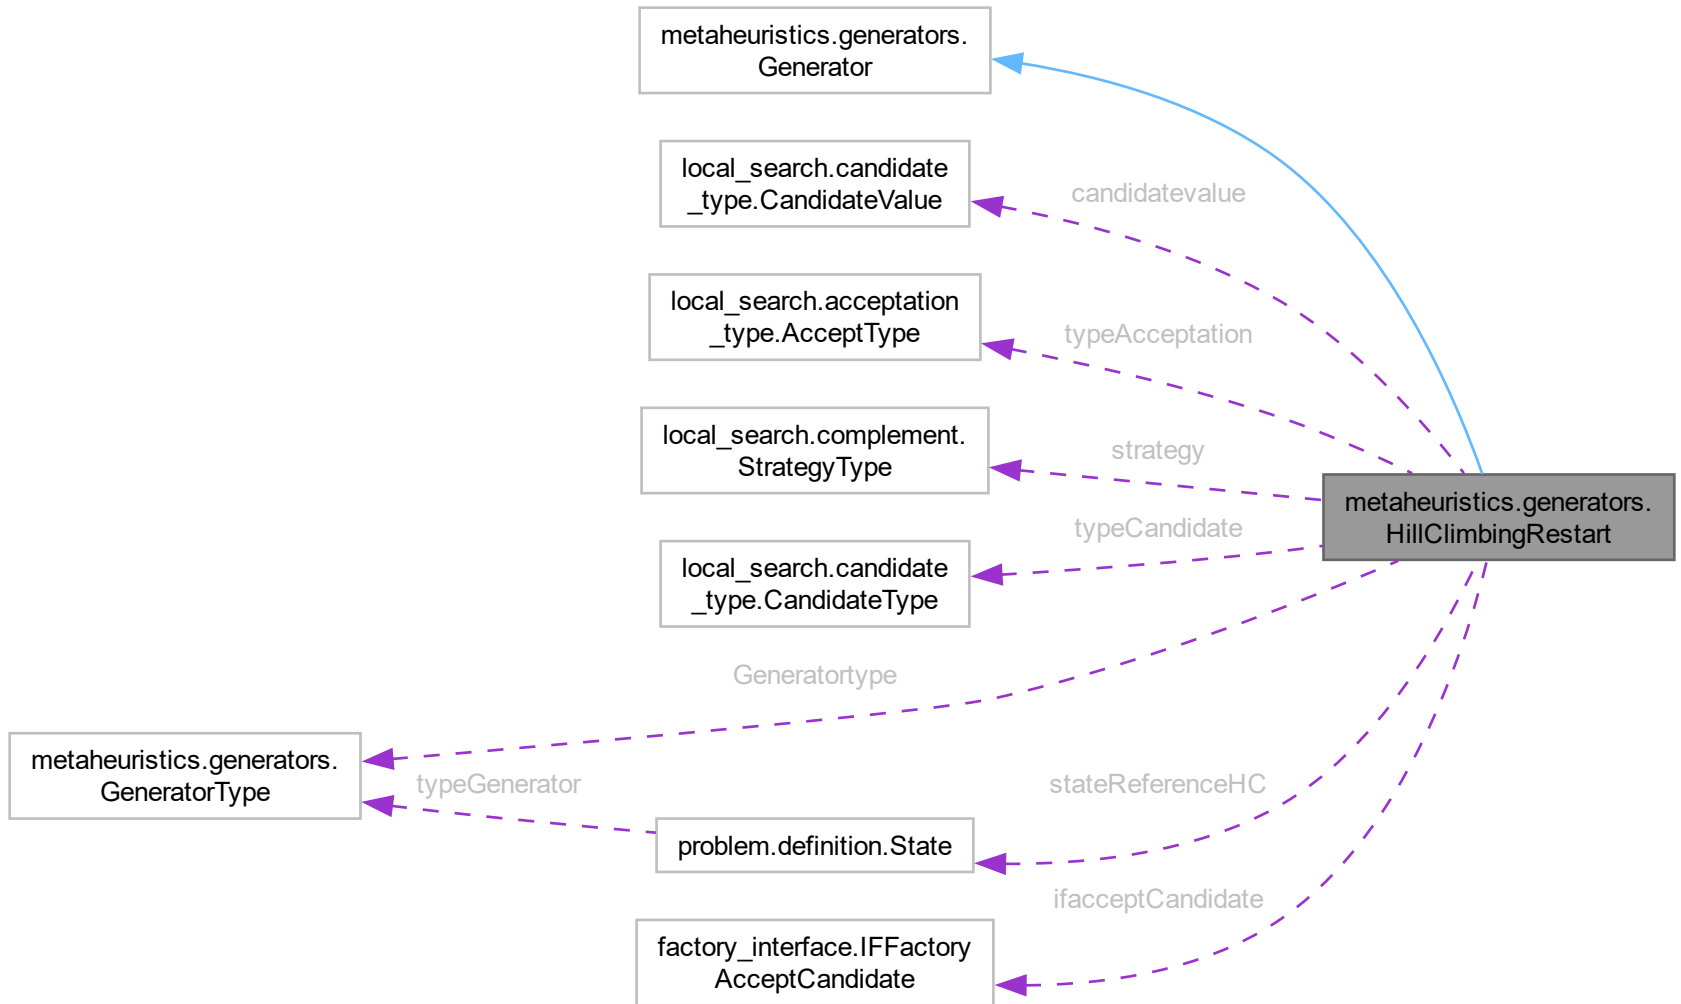 metaheuristics.generators.
Generator
local_search.candidate
_type.CandidateValue
candidatevalue
local_search.acceptation
_type.AcceptType
typeAcceptation
local_search.complement.
StrategyType
strategy
metaheuristics.generators.
HillClimbingRestart
typeCandidate
local_search.candidate
_type.CandidateType
Generatortype
metaheuristics.generators.
GeneratorType
typeGenerator
stateReferenceHC
problem.definition.State
ifacceptCandidate
factory_interface.IFFactory
AcceptCandidate